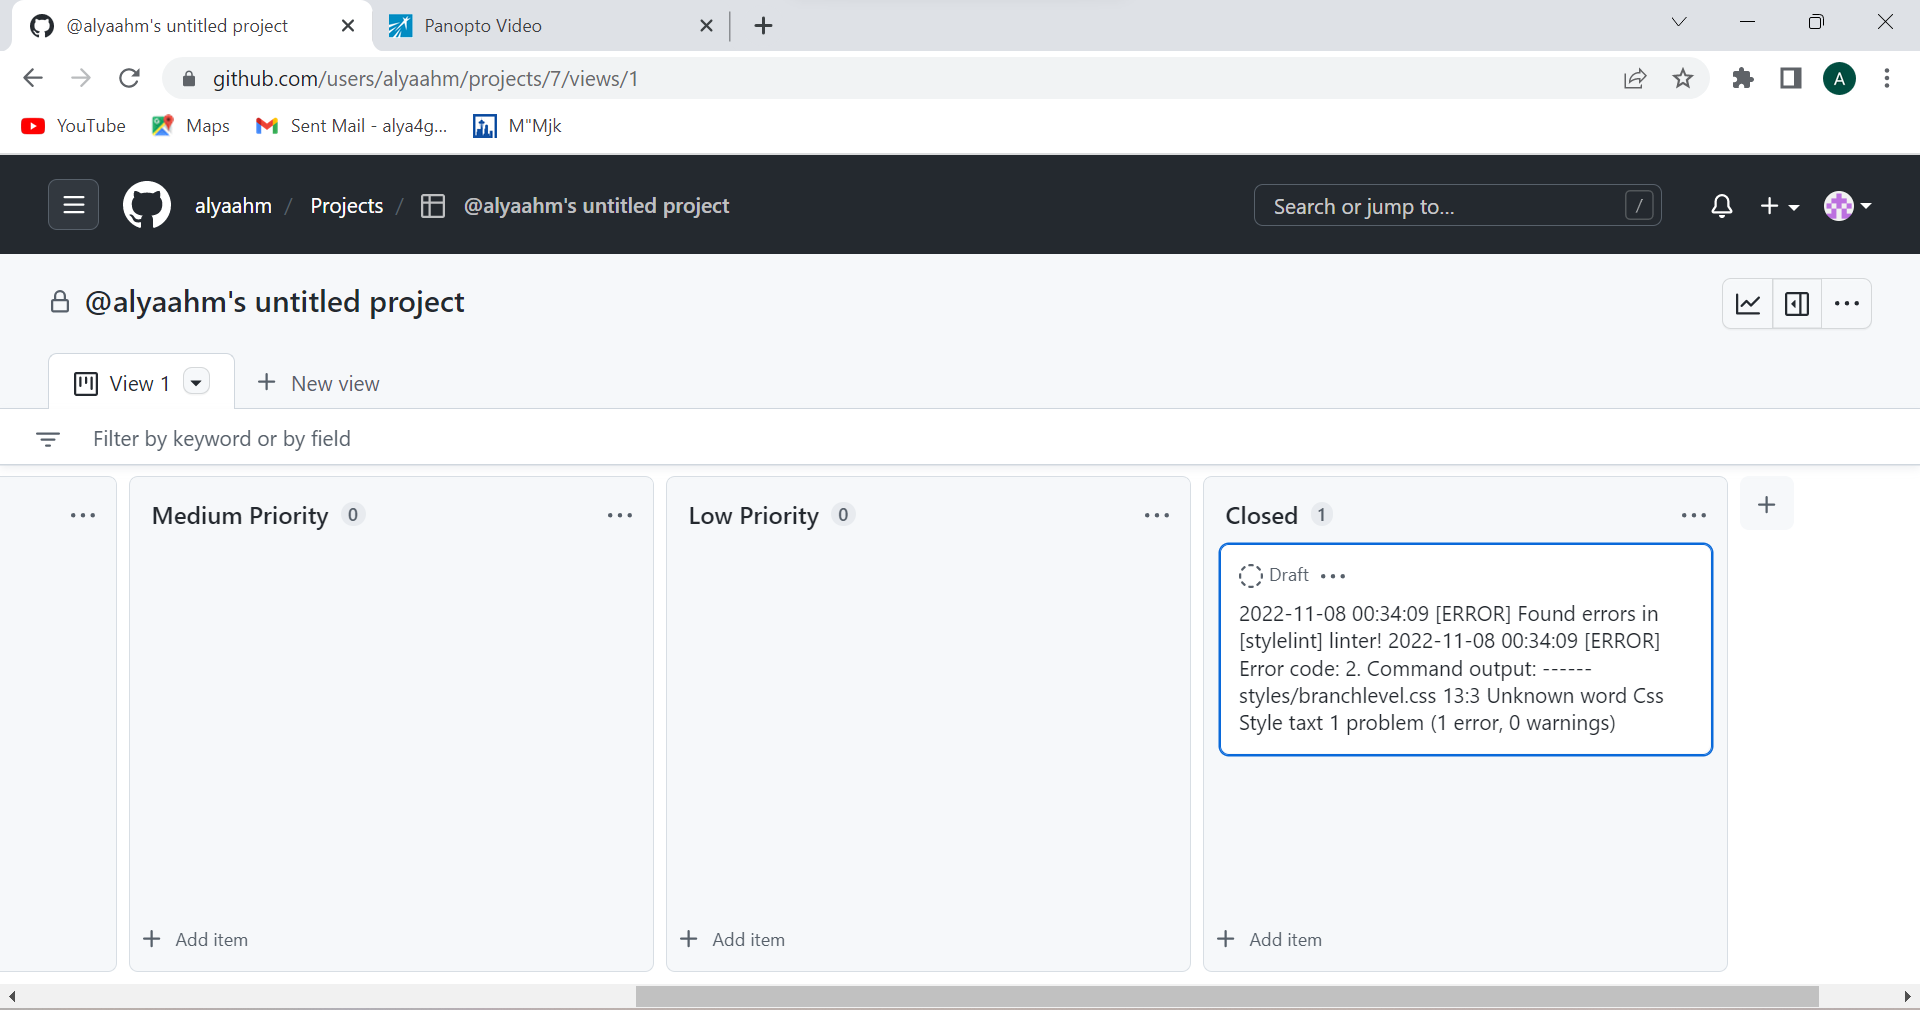 @alyaahm's untitled project
Panopto Video
github.com/users/alyaahm/projects/7/views/1
A
YouTube
Maps
Sent Mail - alya4g...
M"Mjk
alyaahm / Projects / @alyaahm's untitled project
Search or jump to...
/
@alyaahm's untitled project
View 1
New view
Filter by keyword or by field
Medium Priority 0
Low Priority 0
Closed 1
Draft
2022-11-08 00:34:09 [ERROR] Found errors in
[stylelint] linter! 2022-11-08 00:34:09 [ERROR]
Error code: 2. Command output: ------
styles/branchlevel.css 13:3 Unknown word Css
Style taxt 1 problem (1 error, 0 warnings)
Add item
Add item
Add item